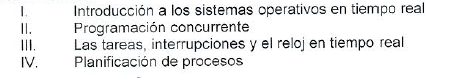 I. Introducción a los sistemas operativos en tiempo real
II. Programación concurrente
III. Las tareas, interrupciones y el reloj en tiempo real
IV. Planificación de procesos